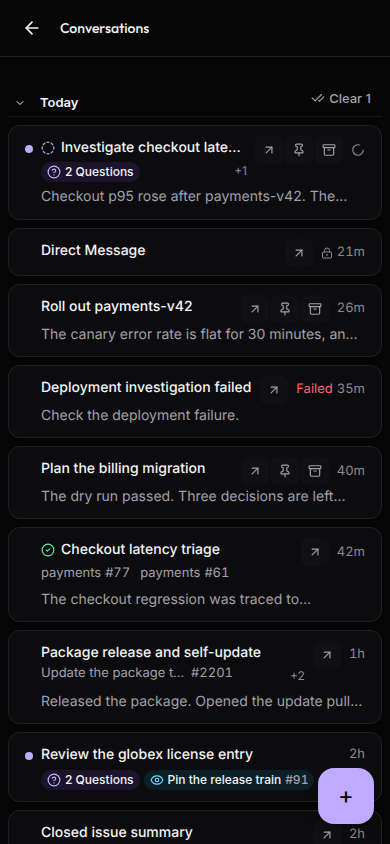 Conversations
Today
Clear 1
Investigate checkout late...
2 Questions
+1
Checkout p95 rose after payments-v42. The...
Direct Message
21m
Roll out payments-v42
26m
The canary error rate is flat for 30 minutes, an...
Deployment investigation failed
Failed 35m
Check the deployment failure.
Plan the billing migration
40m
The dry run passed. Three decisions are left...
Checkout latency triage
42m
payments #77 payments #61
The checkout regression was traced to...
Package release and self-update
1h
Update the package t... #2201
+2
Released the package. Opened the update pull...
Review the globex license entry
2h
2 Questions
Pin the release train #91
+
Closed issue summary
2h